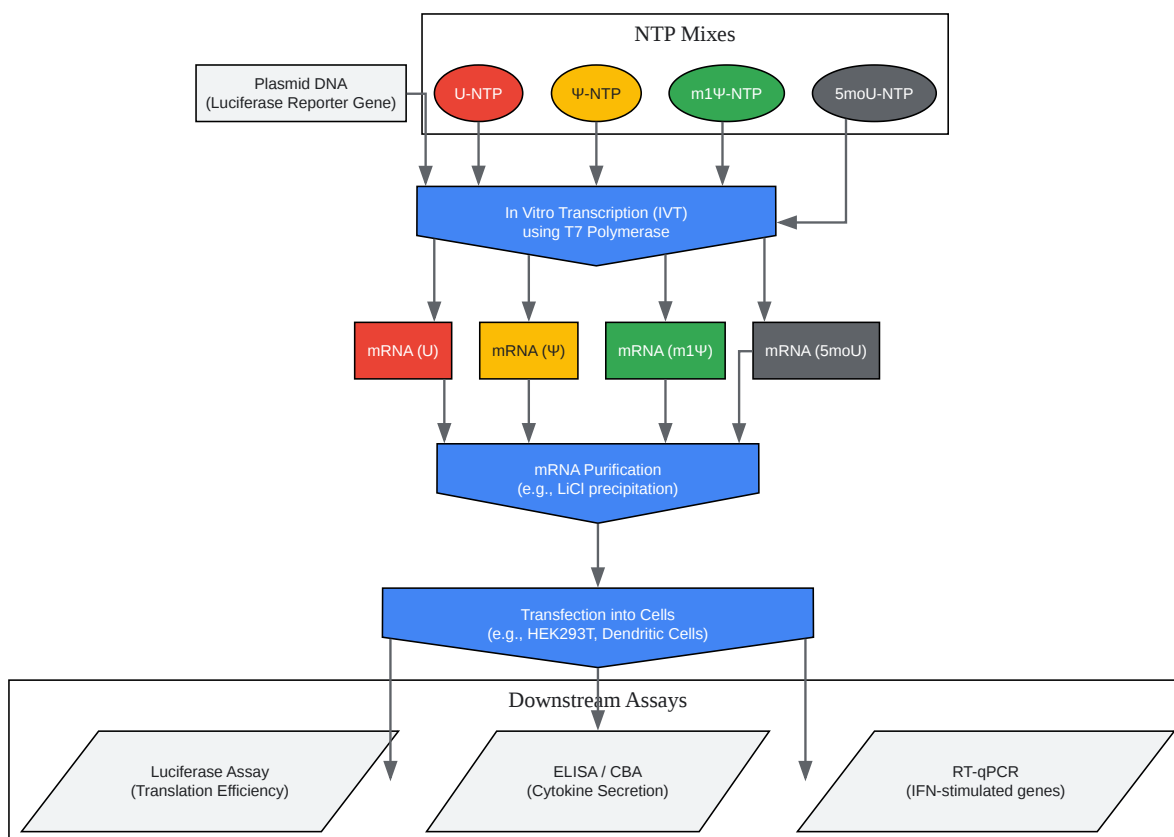 NTP Mixes
Plasmid DNA
(Luciferase Reporter Gene)
U-NTP
Ψ-NTP
m1Ψ-NTP
5moU-NTP
In Vitro Transcription (IVT)
using T7 Polymerase
mRNA (U)
mRNA (Ψ)
mRNA (m1Ψ)
mRNA (5moU)
mRNA Purification
(e.g., LiCl precipitation)
Transfection into Cells
(e.g., HEK293T, Dendritic Cells)
Downstream Assays
Luciferase Assay
(Translation Efficiency)
ELISA / CBA
(Cytokine Secretion)
RT-qPCR
(IFN-stimulated genes)